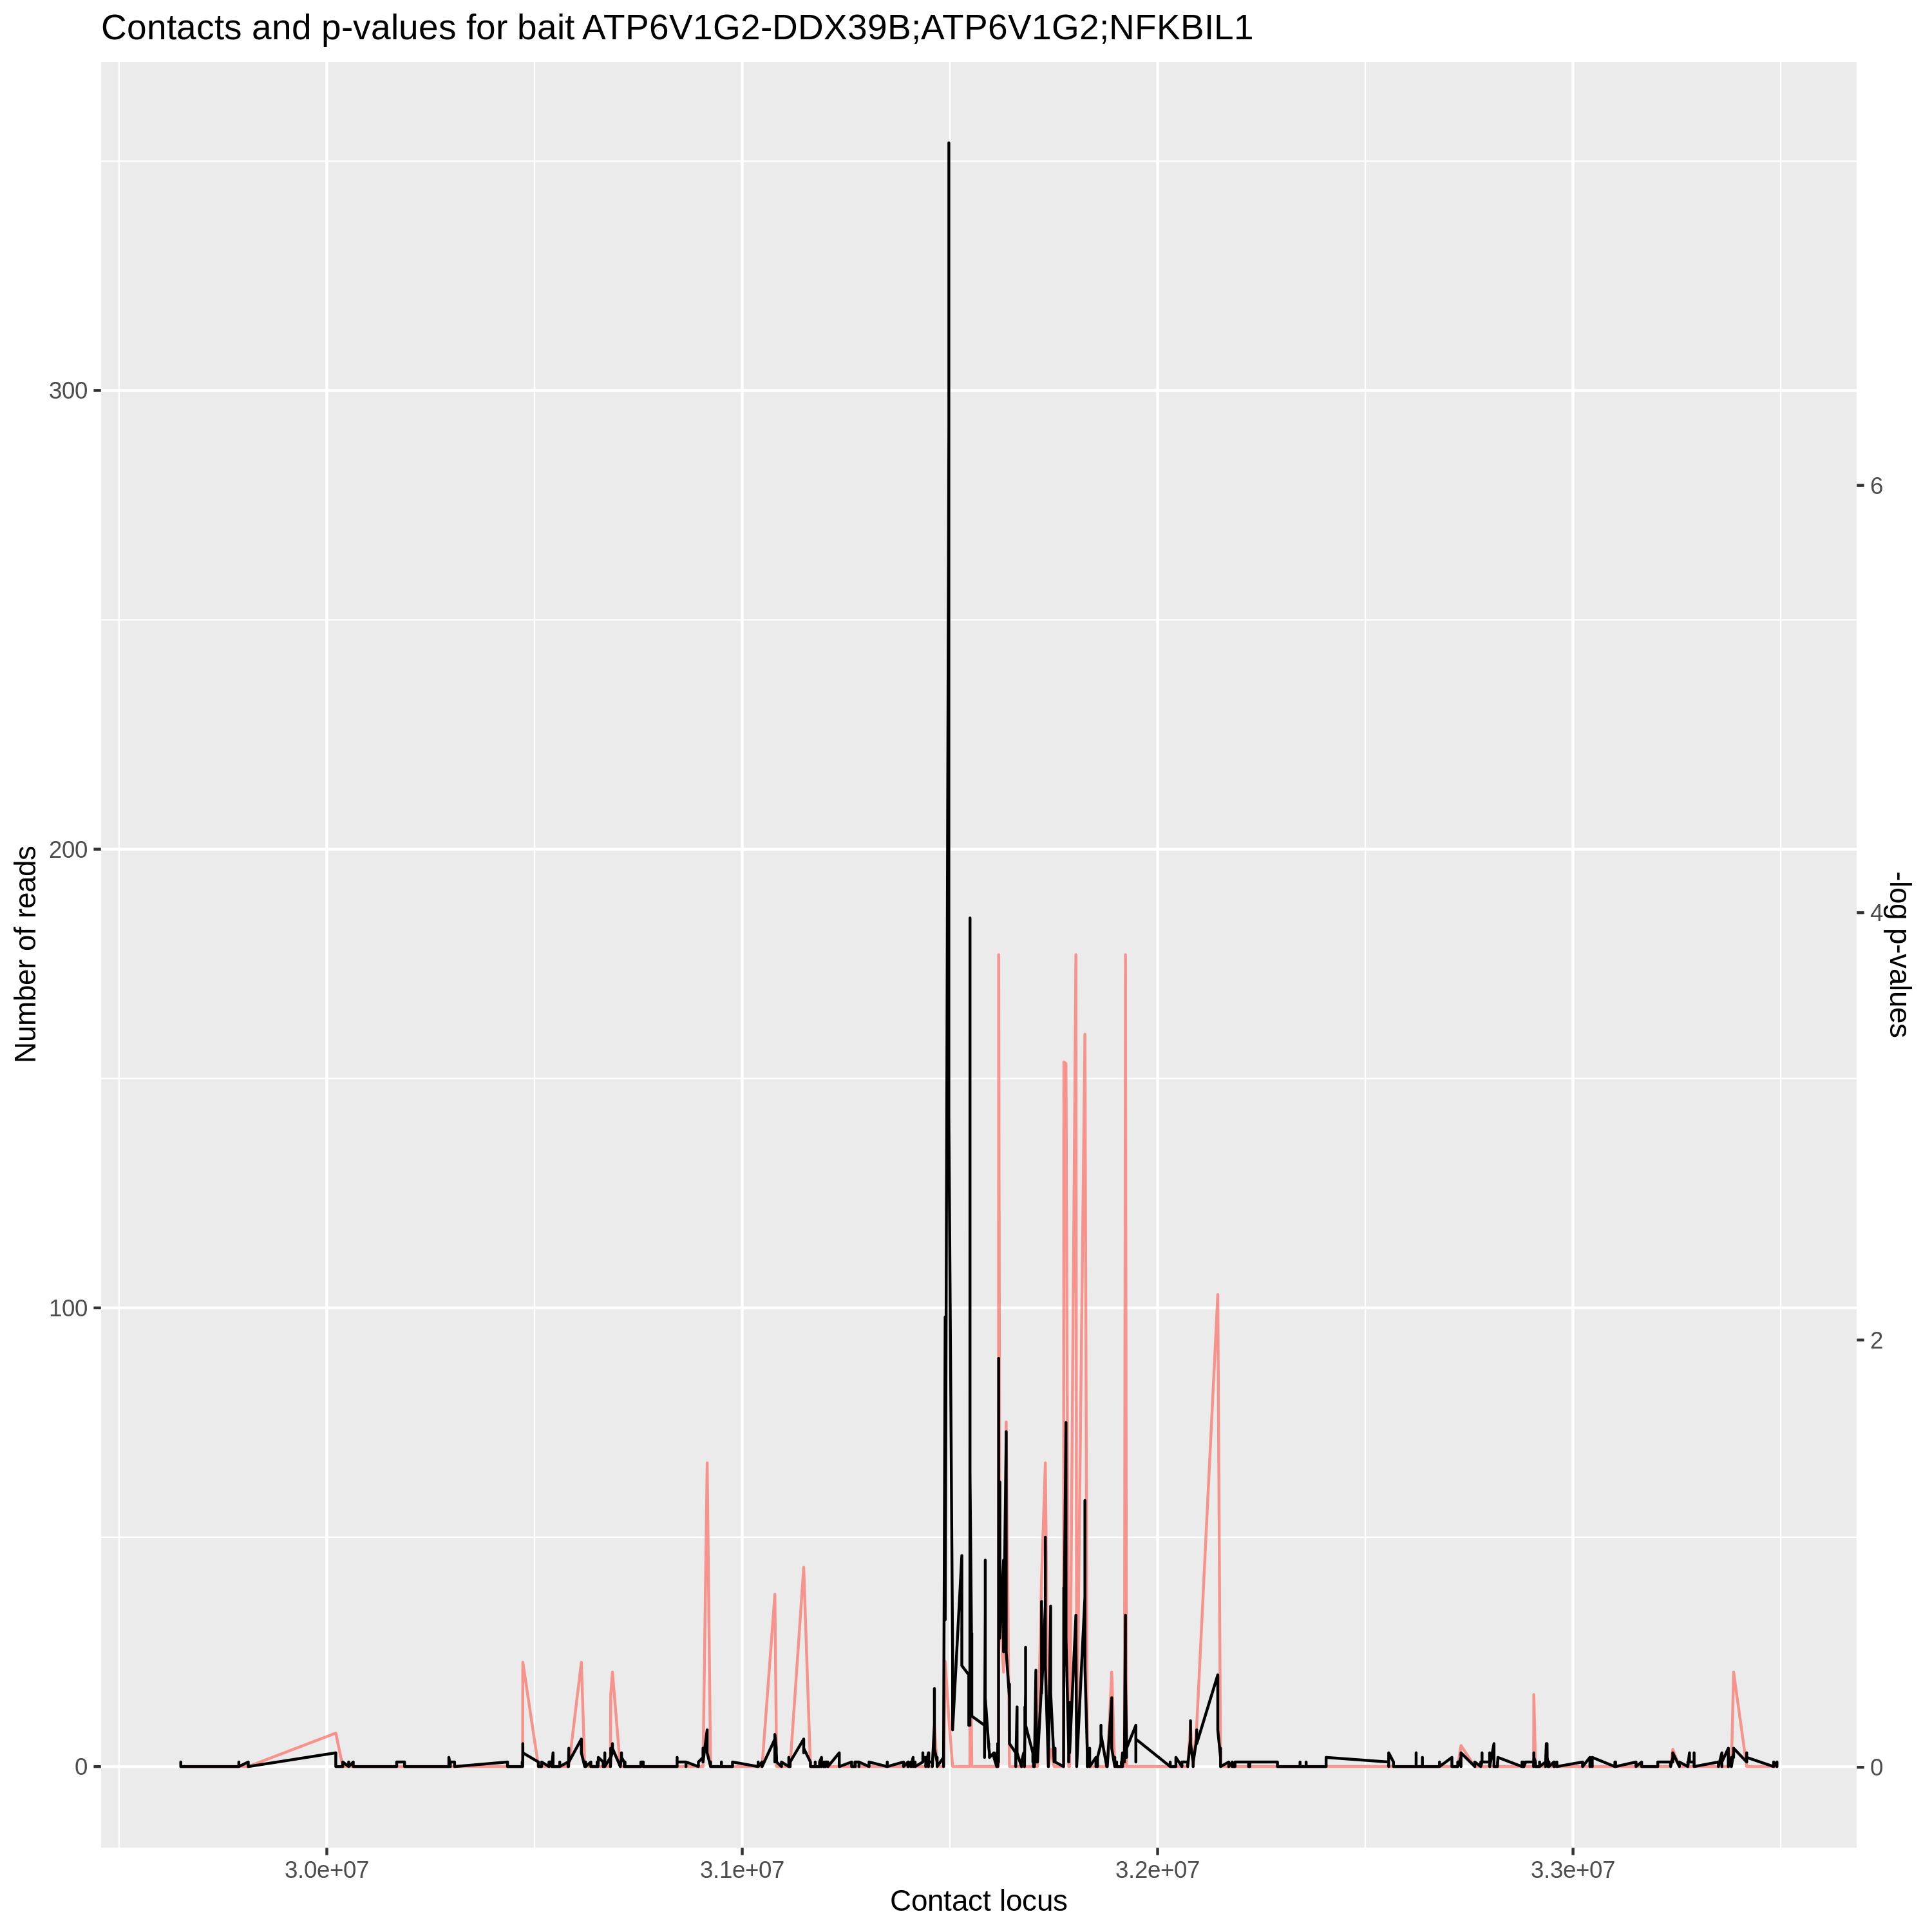 Contacts and p-values for bait ATP6V1G2-DDX39B;ATP6V1G2;NFKBIL1
300
200
100
0
Number of reads
6
4
2
0
-log p-values
3.0e+07
3.1e+07
3.2e+07
3.3e+07
Contact locus